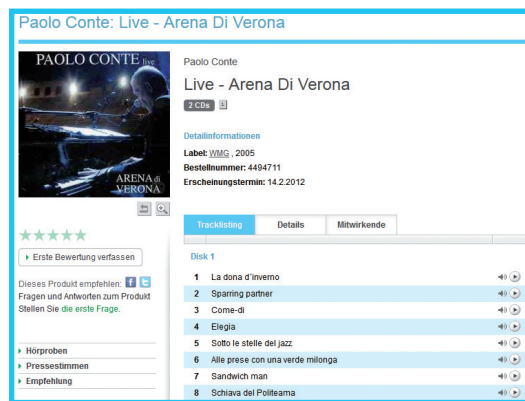 Paolo Conte: Live - Arena Di Verona
PAOLO CONTE live
ARENA di
VERONA
Erste Bewertung verfassen
Dieses Produkt empfehlen:
Fragen und Antworten zum Produkt
Stellen Sie die erste Frage.
Hörproben
Pressestimmen
Empfehlung
Paolo Conte
Live - Arena Di Verona
2 CDs
Detailinformationen
Label: WMG , 2005
Bestellnummer: 4494711
Erscheinungstermin: 14.2.2012
Tracklisting Details Mitwirkende
Disk 1
1 La dona d'inverno
2 Sparring partner
3 Come-di
4 Elegia
5 Sotto le stelle del jazz
6 Alle prese con una verde milonga
7 Sandwich man
8 Schiava del Politeama